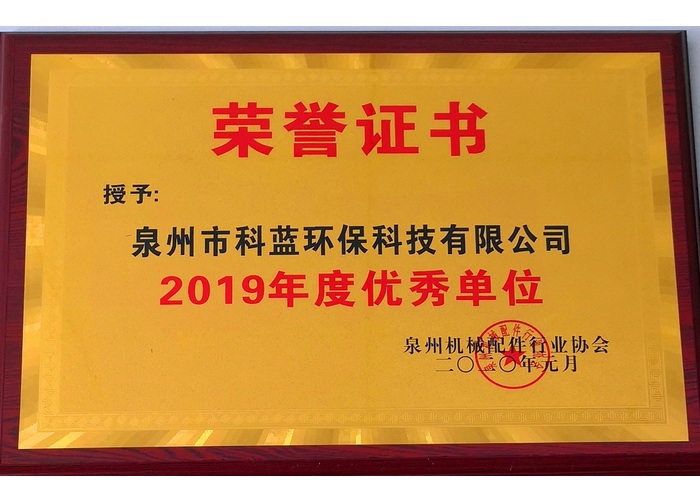 荣誉证书
授予:
泉州市科蓝环保科技有限公司
2019年度优秀单位
泉州机械配件行业协会
二〇二〇年元月